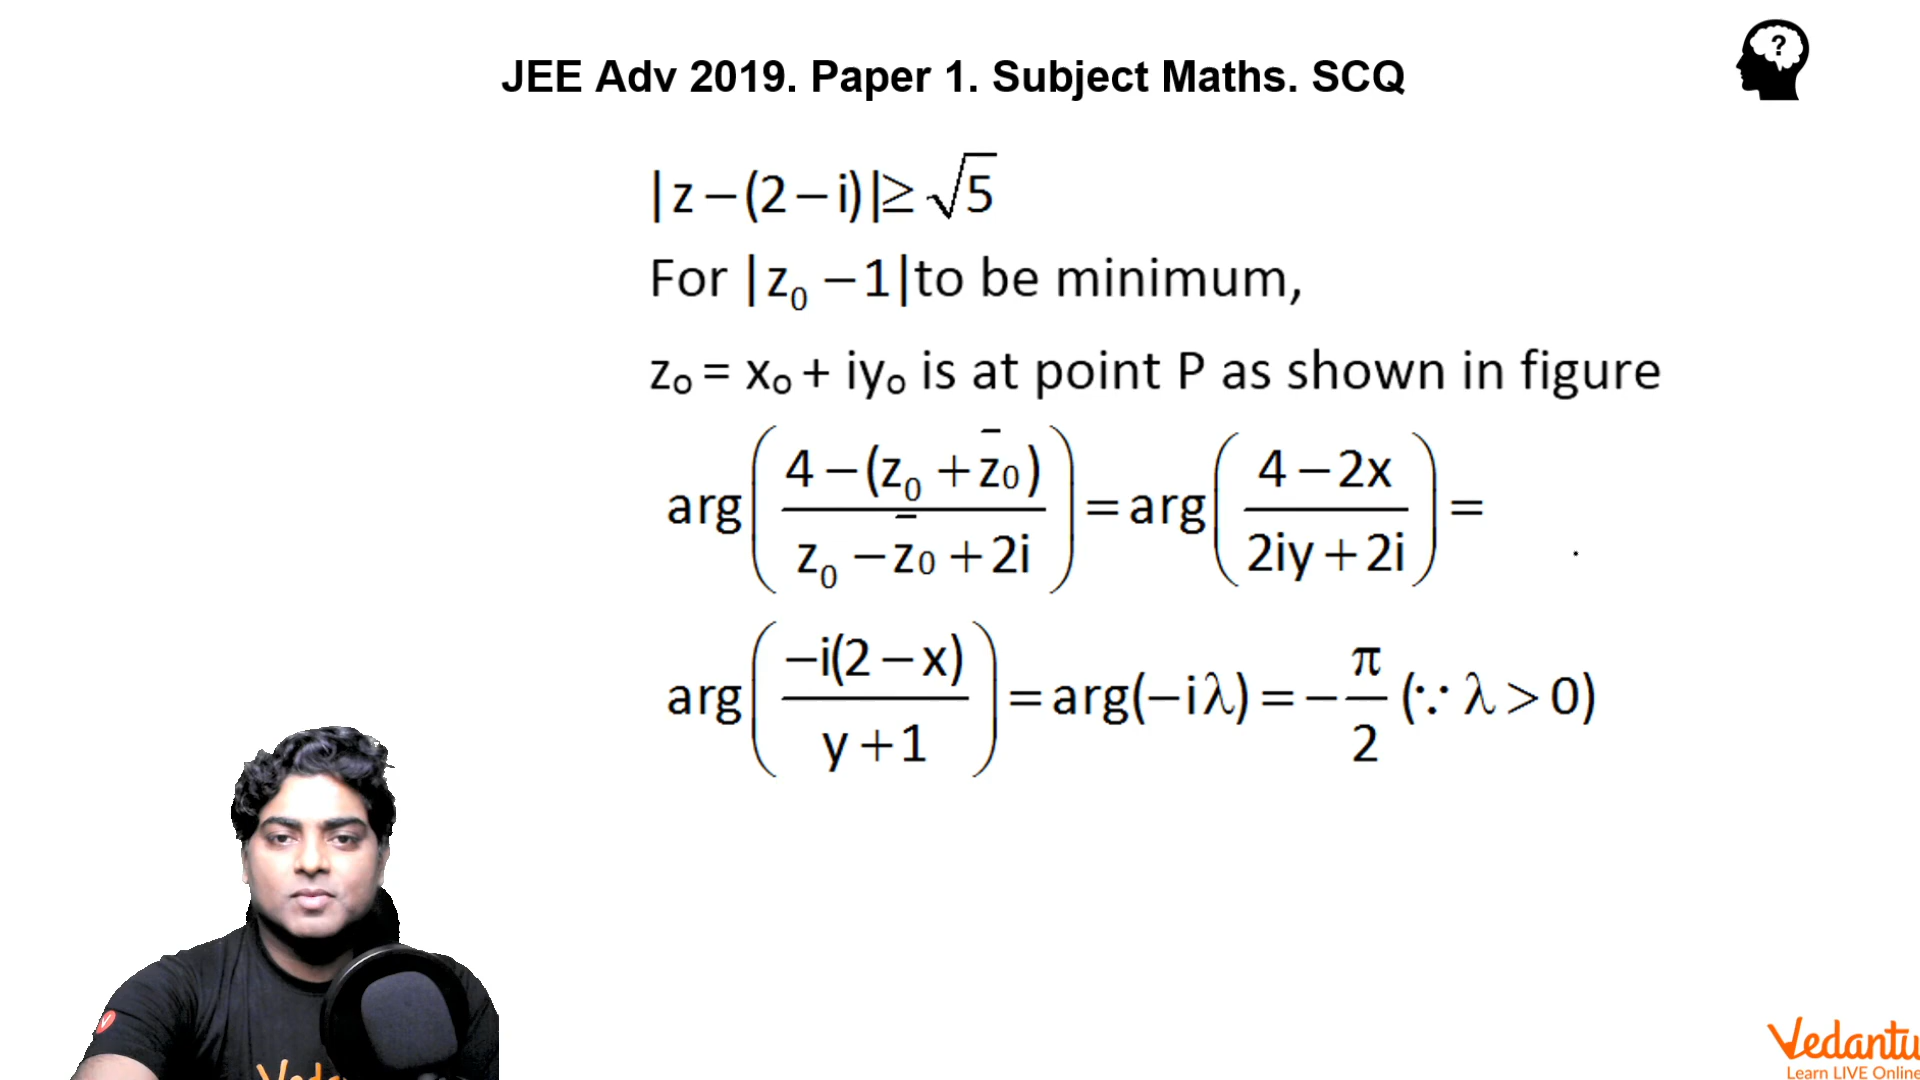 ?
JEE Adv 2019. Paper 1. Subject Maths. SCQ
|z−(2−i)|≥√5
For |z₀−1| to be minimum,
z₀ = x₀ + iy₀ is at point P as shown in figure
arg((4−(z₀+z̄₀))/(z₀−z̄₀+2i)) = arg((4−2x)/(2iy+2i)) =
arg((−i(2−x))/(y+1)) = arg(−iλ) = −π/2 (∵ λ > 0)
Vedantu
Learn LIVE Online